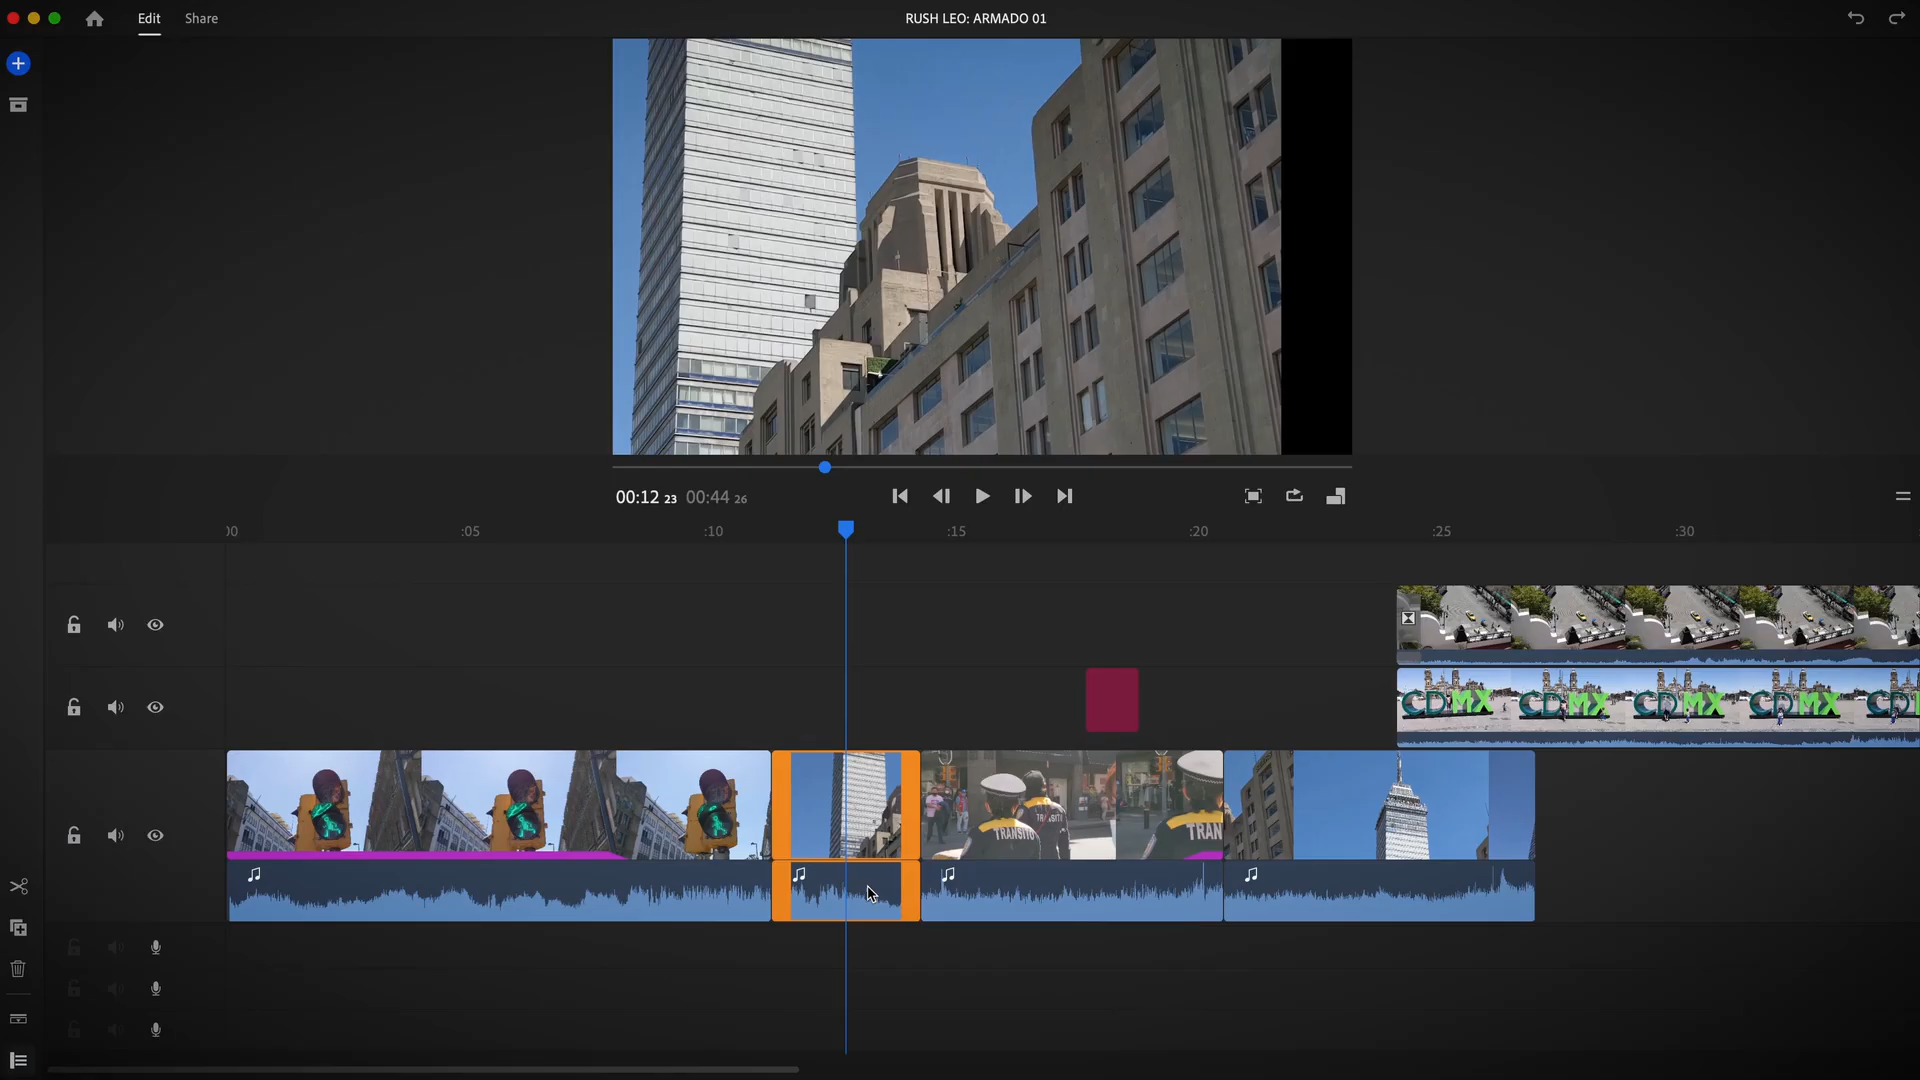 Edit
Share
RUSH LEO: ARMADO 01
00:12 23
00:44 26
:00 :05 :10 :15 :20 :25 :30
CDMX CDMX CDMX CDMX
TRANSITO
TRAN